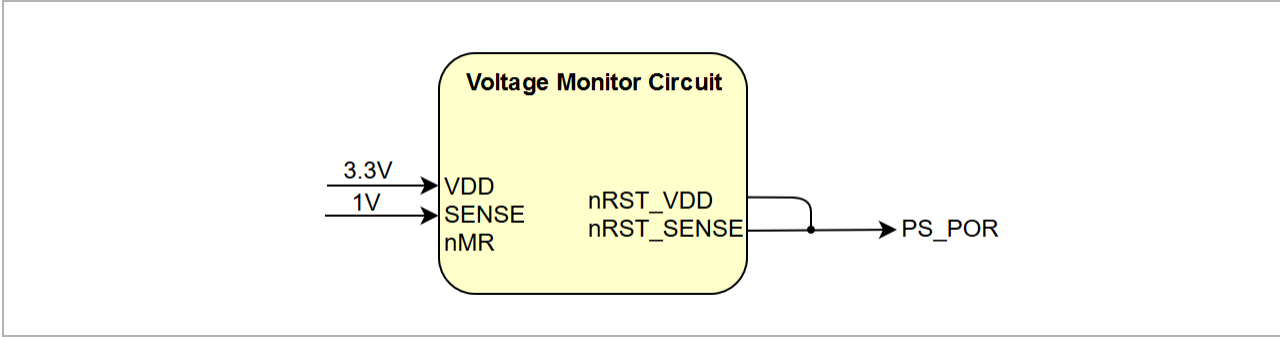 Voltage Monitor Circuit
3.3V
VDD
1V
SENSE
nMR
nRST_VDD
nRST_SENSE
PS_POR